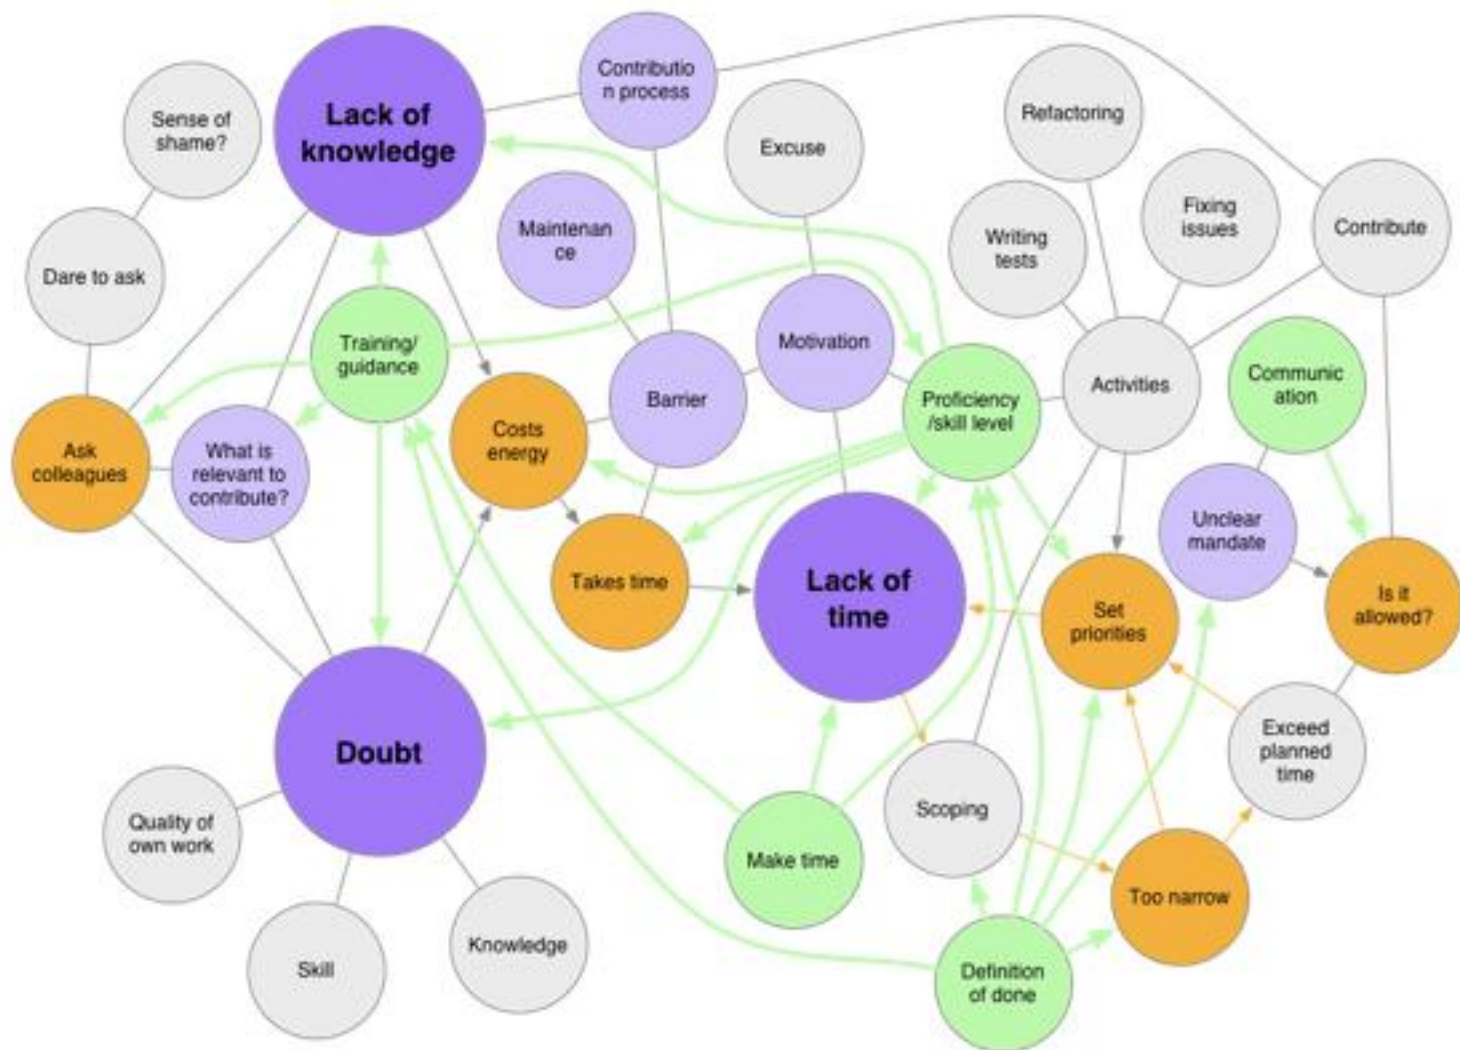 Contributio
n process
Lack of
knowledge
Sense of
shame?
Refactoring
Excuse
Fixing
issues
Maintenan
ce
Writing
tests
Contribute
Dare to ask
Training/
guidance
Motivation
Activities
Communic
ation
Barrier
Proficiency
/skill level
Costs
energy
Ask
colleagues
What is
relevant to
contribute?
Unclear
mandate
Takes time
Lack of
time
Set
priorities
Is it
allowed?
Doubt
Exceed
planned
time
Scoping
Quality of
own work
Make time
Too narrow
Knowledge
Skill
Definition
of done